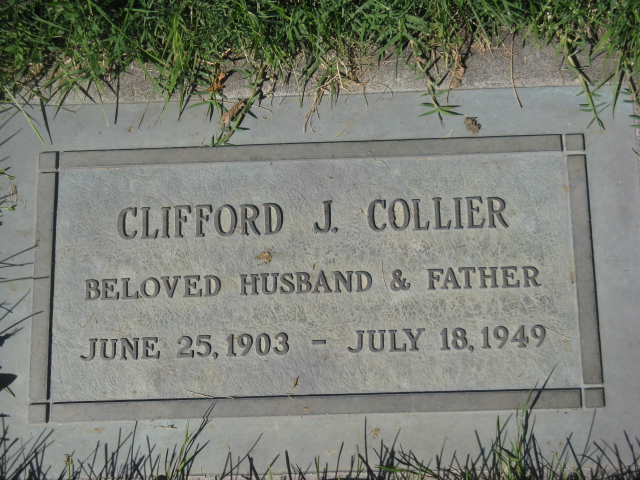 CLIFFORD J. COLLIER
BELOVED HUSBAND & FATHER
JUNE 25, 1903 - JULY 18, 1949